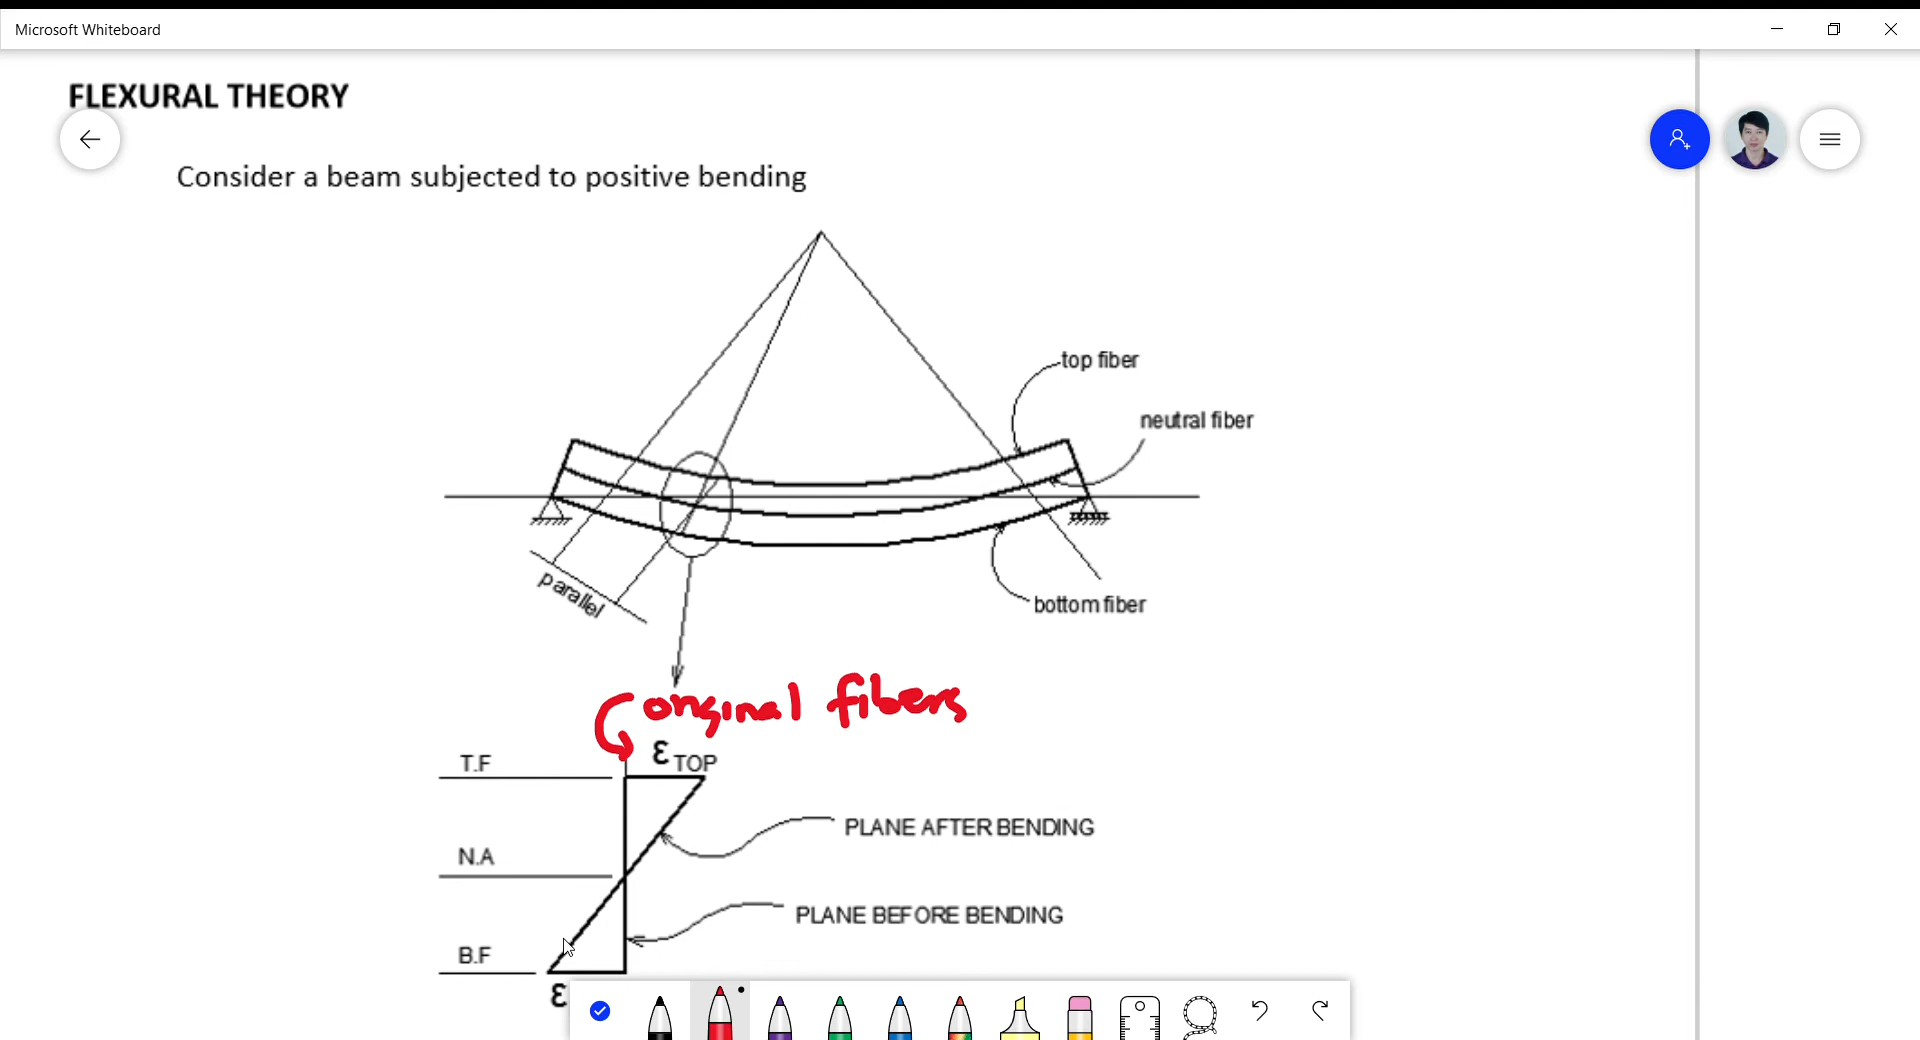 Microsoft Whiteboard
FLEXURAL THEORY
Consider a beam subjected to positive bending
top fiber
neutral fiber
parallel
bottom fiber
original fibers
T.F
ε TOP
PLANE AFTER BENDING
N.A
PLANE BEFORE BENDING
B.F
ε